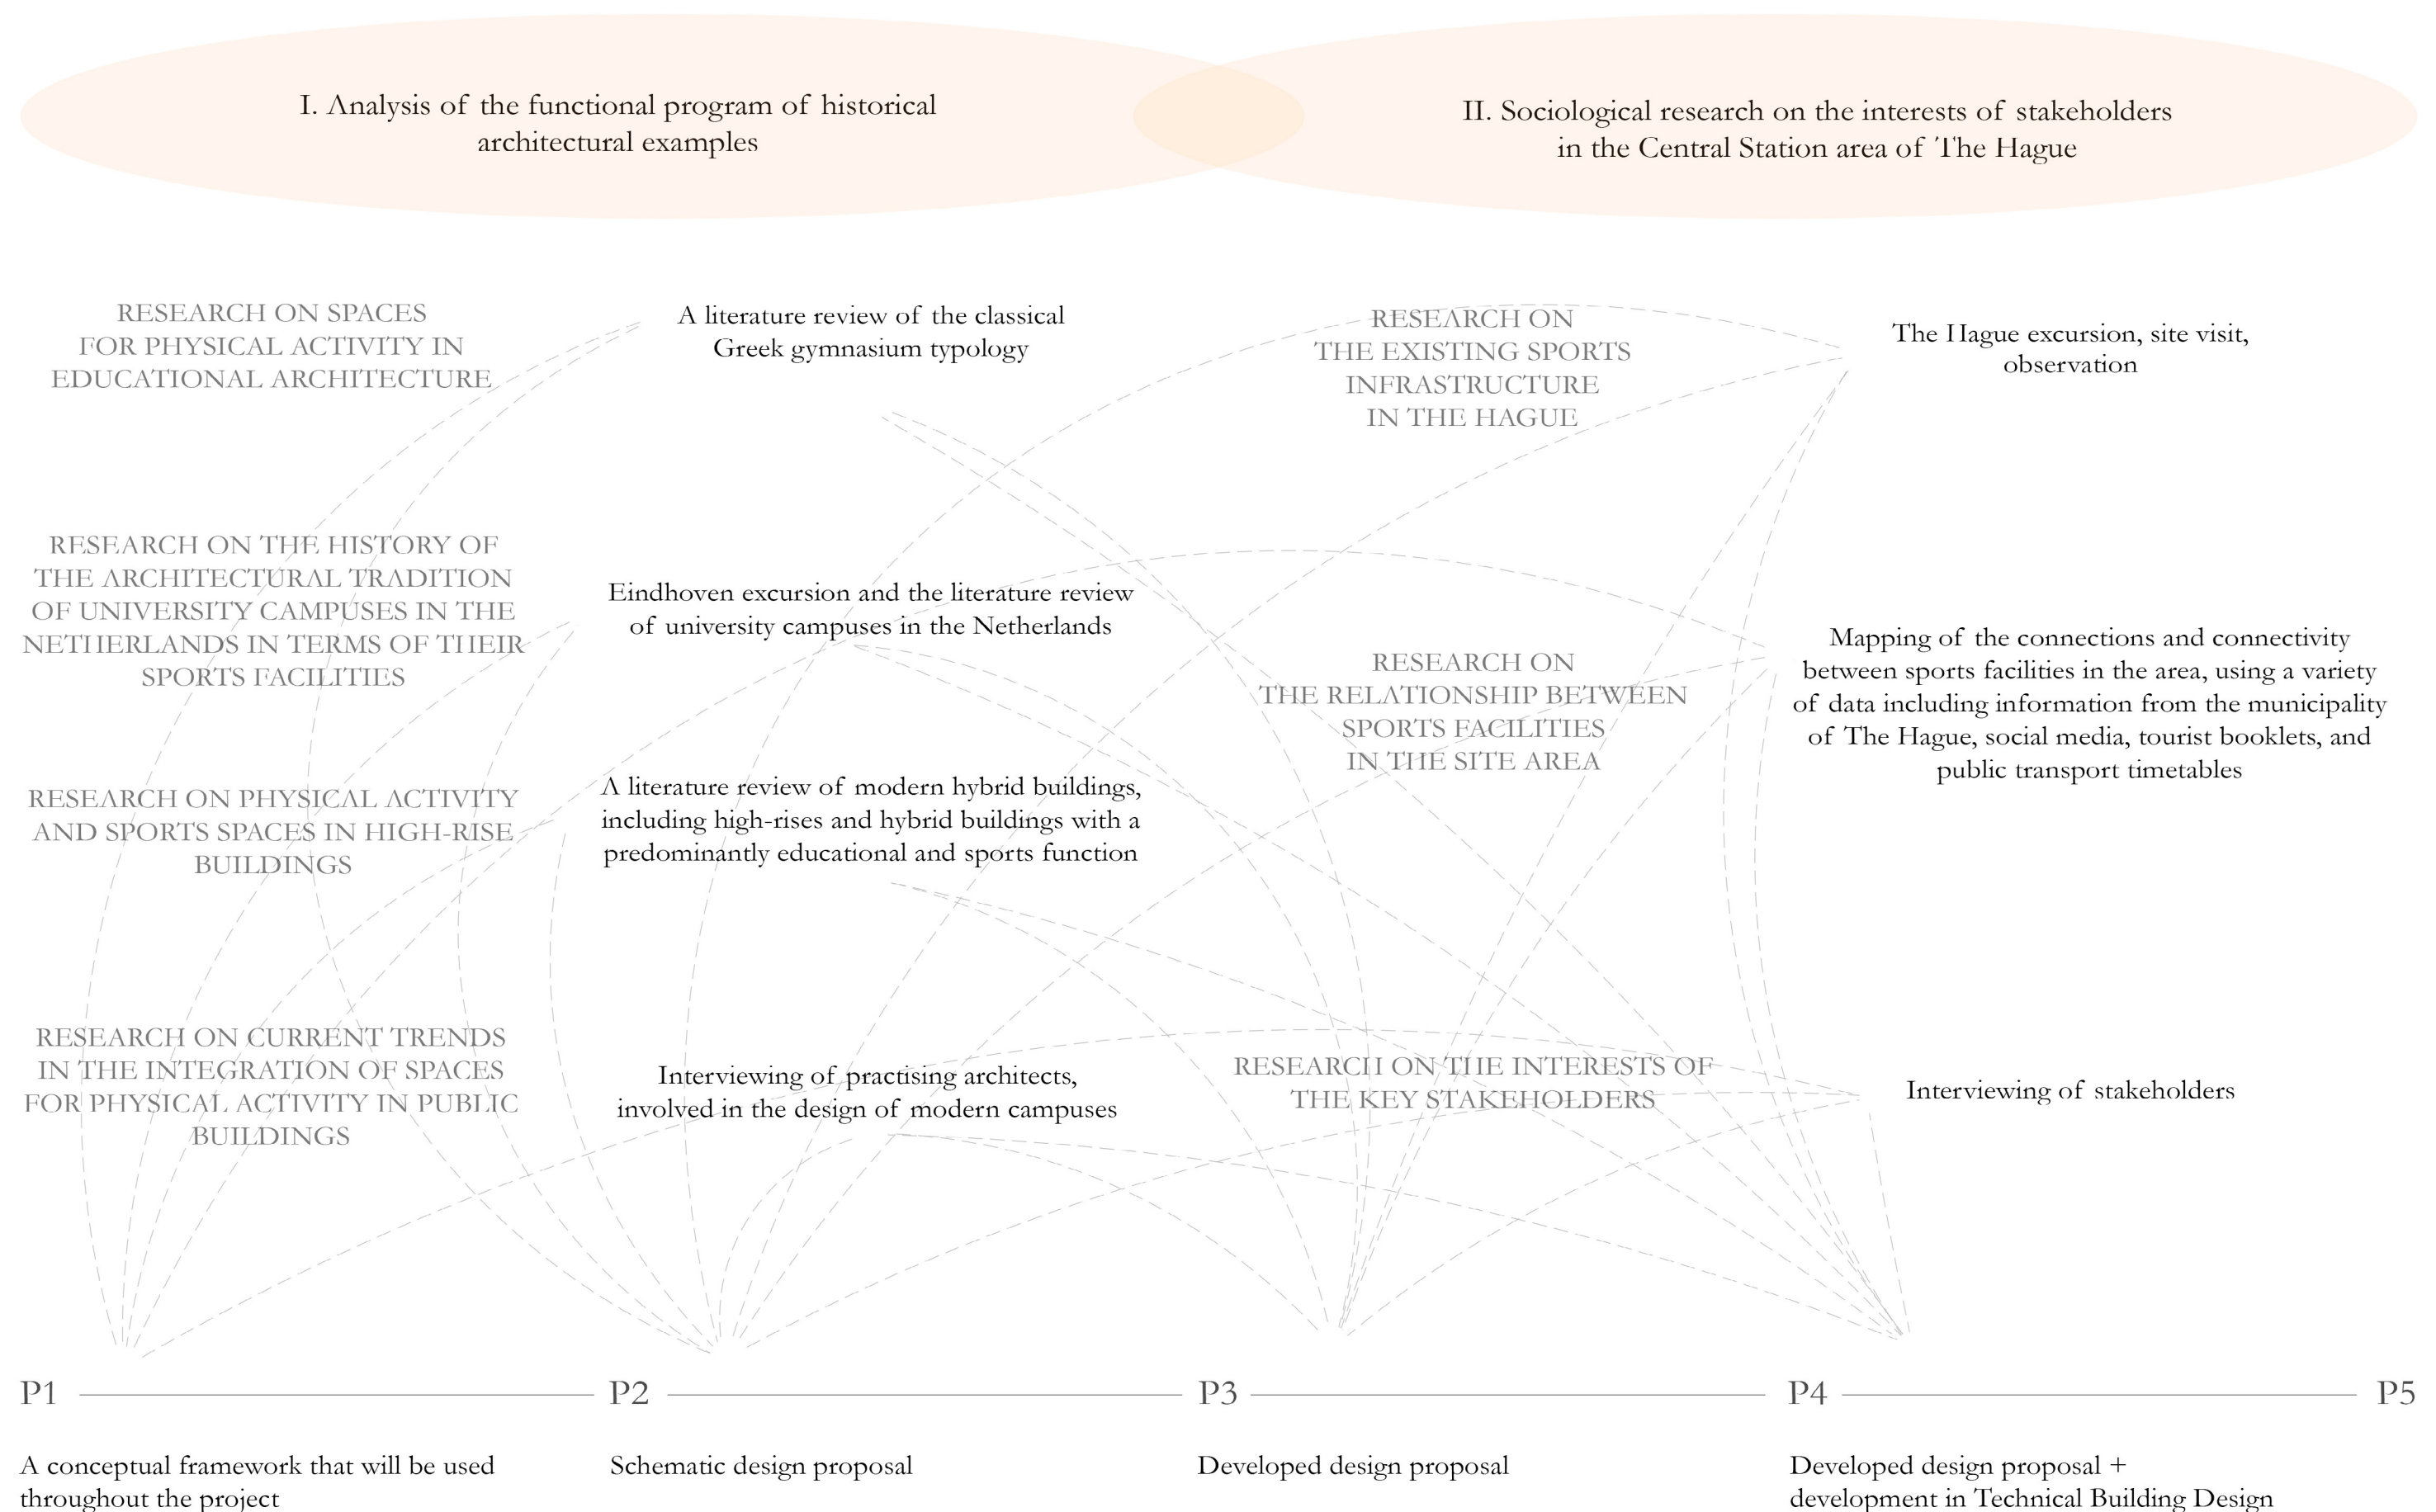 I. Analysis of the functional program of historical
architectural examples
II. Sociological research on the interests of stakeholders
in the Central Station area of The Hague
RESEARCH ON SPACES
FOR PHYSICAL ACTIVITY IN
EDUCATIONAL ARCHITECTURE
A literature review of the classical
Greek gymnasium typology
RESEARCH ON
THE EXISTING SPORTS
INFRASTRUCTURE
IN THE HAGUE
The Hague excursion, site visit,
observation
RESEARCH ON THE HISTORY OF
THE ARCHITECTURAL TRADITION
OF UNIVERSITY CAMPUSES IN THE
NETHERLANDS IN TERMS OF THEIR
SPORTS FACILITIES
Eindhoven excursion and the literature review
of university campuses in the Netherlands
RESEARCH ON
THE RELATIONSHIP BETWEEN
SPORTS FACILITIES
IN THE SITE AREA
Mapping of the connections and connectivity
between sports facilities in the area, using a variety
of data including information from the municipality
of The Hague, social media, tourist booklets, and
public transport timetables
RESEARCH ON PHYSICAL ACTIVITY
AND SPORTS SPACES IN HIGH-RISE
BUILDINGS
A literature review of modern hybrid buildings,
including high-rises and hybrid buildings with a
predominantly educational and sports function
RESEARCH ON CURRENT TRENDS
IN THE INTEGRATION OF SPACES
FOR PHYSICAL ACTIVITY IN PUBLIC
BUILDINGS
Interviewing of practising architects,
involved in the design of modern campuses
RESEARCH ON THE INTERESTS OF
THE KEY STAKEHOLDERS
Interviewing of stakeholders
P1
P2
P3
P4
P5
A conceptual framework that will be used
throughout the project
Schematic design proposal
Developed design proposal
Developed design proposal +
development in Technical Building Design